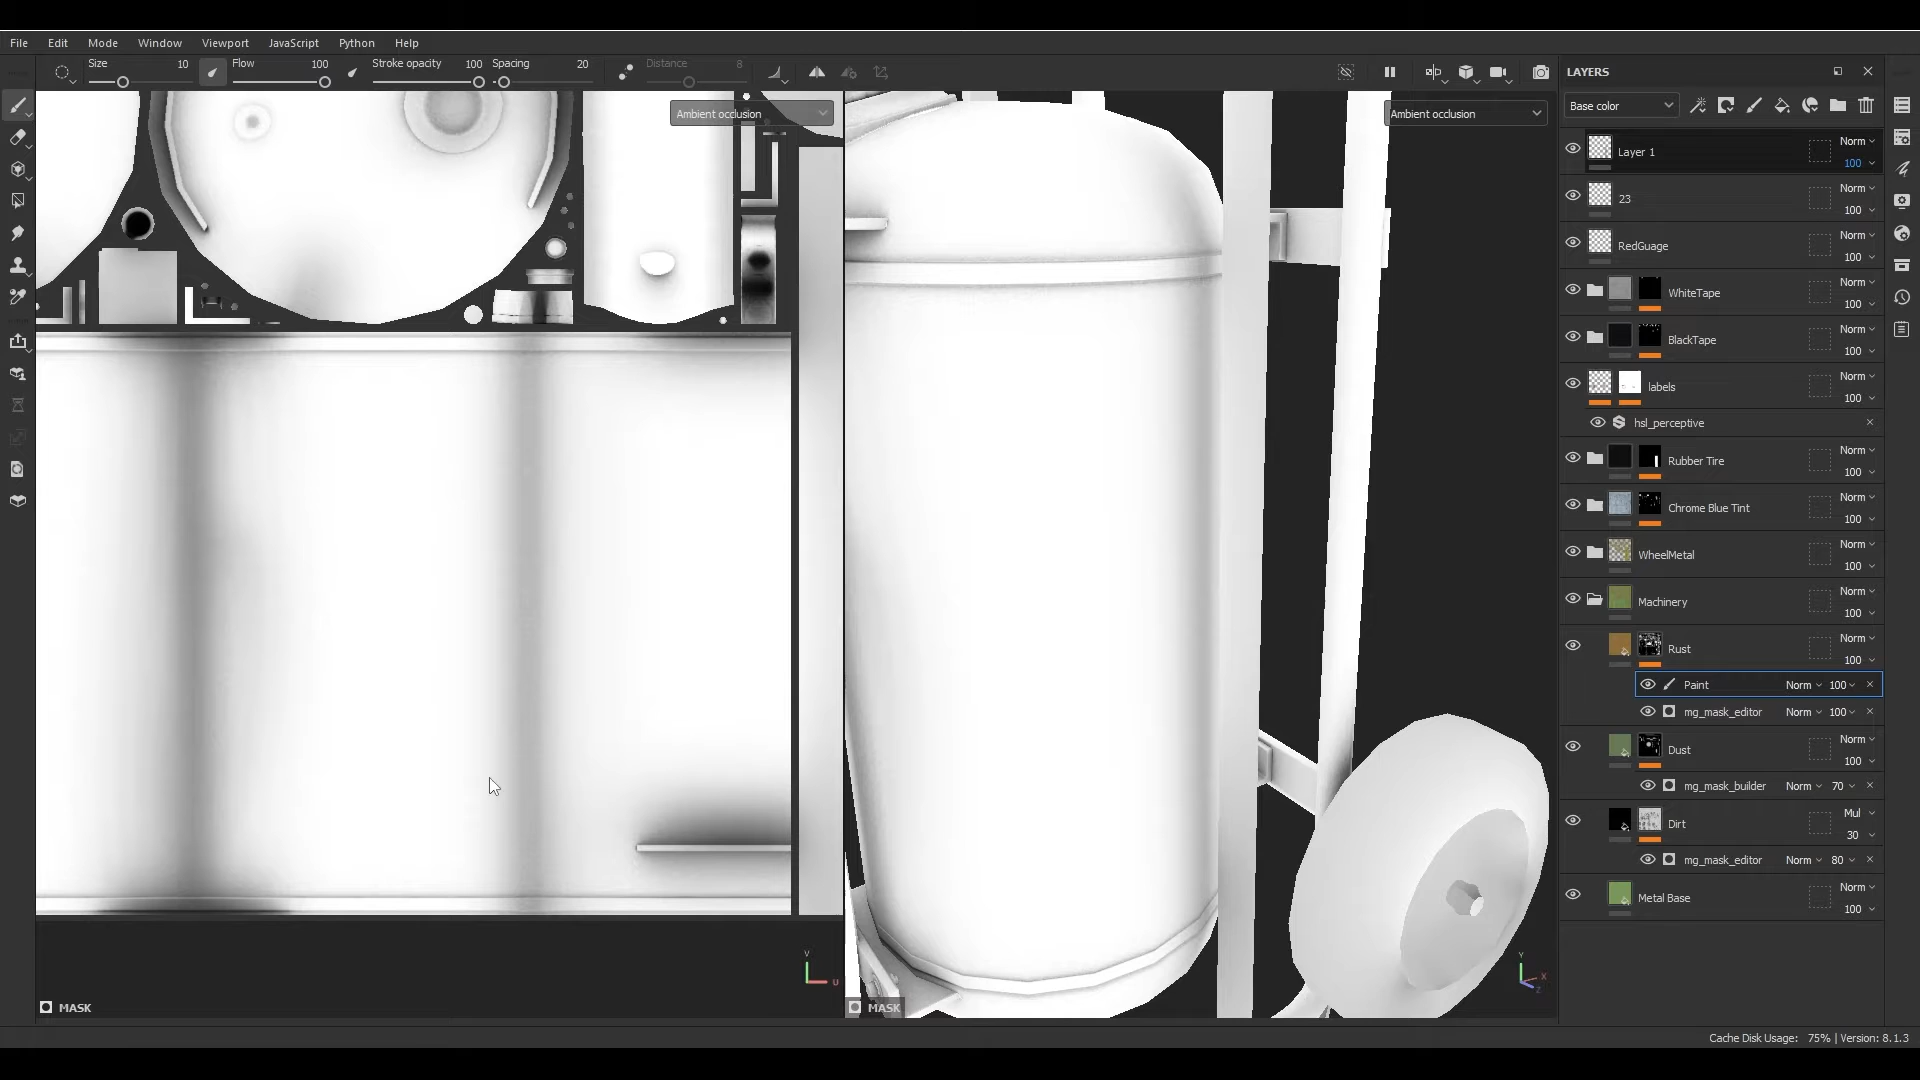 File Edit Mode Window Viewport JavaScript Python Help
Size 10 Flow 100 Stroke opacity 100 Spacing 20 Distance 8
Ambient occlusion
Ambient occlusion
MASK
MASK
V
U
Y
X
Z
LAYERS
Base color
Layer 1 Norm
100
23 Norm
100
RedGuage Norm
100
WhiteTape Norm
100
BlackTape Norm
100
labels Norm
100
hsl_perceptive
Rubber Tire Norm
100
Chrome Blue Tint Norm
100
WheelMetal Norm
100
Machinery Norm
100
Rust Norm
100
Paint Norm 100
mg_mask_editor Norm 100
Dust Norm
100
mg_mask_builder Norm 70
Dirt Mul
30
mg_mask_editor Norm 80
Metal Base Norm
100
Cache Disk Usage: 75% | Version: 8.1.3